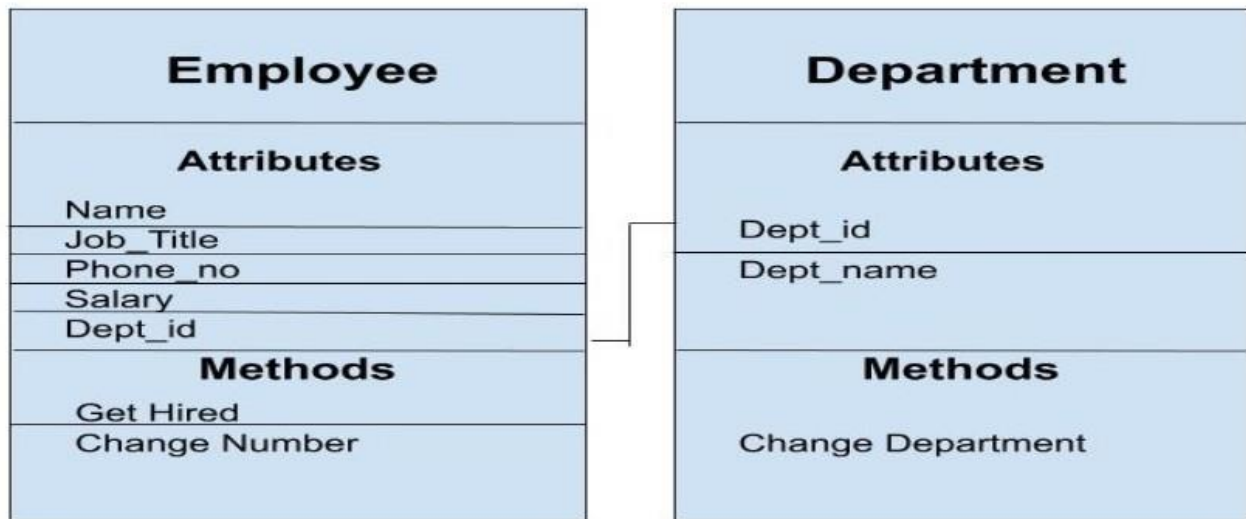 Employee
Attributes
Name
Job_Title
Phone_no
Salary
Dept_id
Methods
Get Hired
Change Number
Department
Attributes
Dept_id
Dept_name
Methods
Change Department